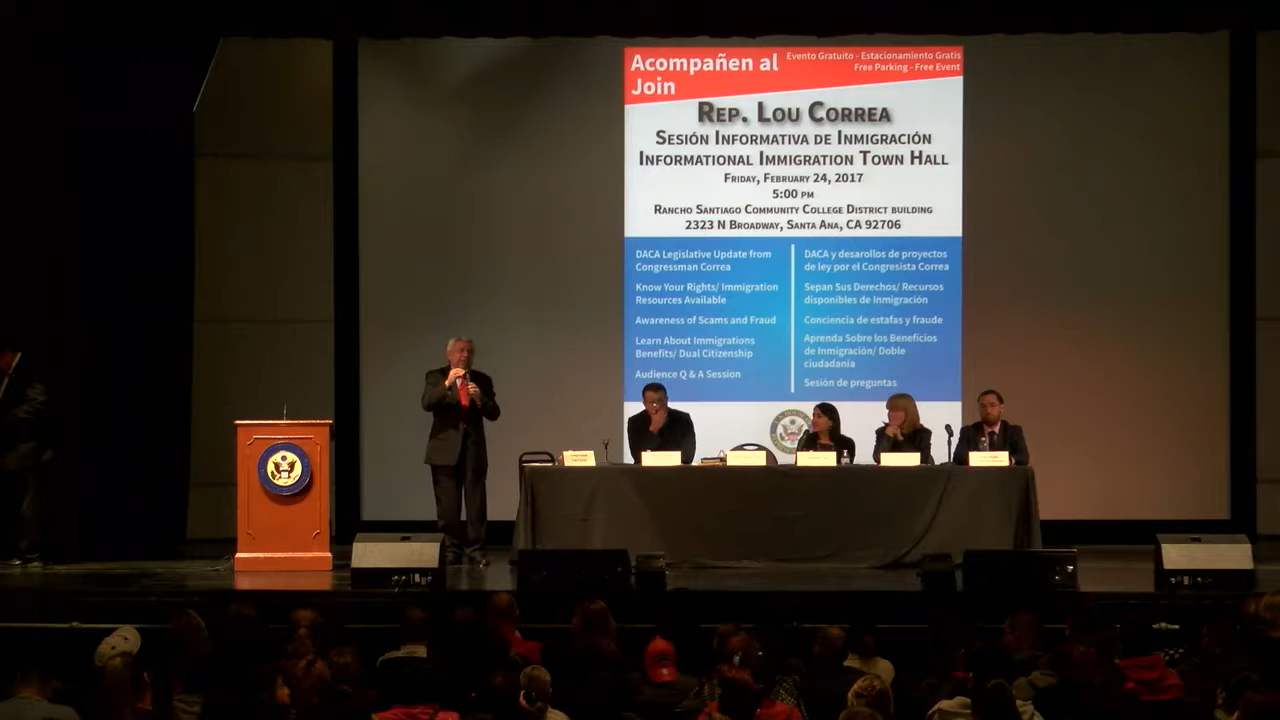 Acompañen al
Join
Evento Gratuito - Estacionamiento Gratis
Free Parking - Free Event
Rep. Lou Correa
Sesión Informativa de Inmigración
Informational Immigration Town Hall
Friday, February 24, 2017
5:00 pm
Rancho Santiago Community College District building
2323 N Broadway, Santa Ana, CA 92706
DACA Legislative Update from
Congressman Correa
Know Your Rights/ Immigration
Resources Available
Awareness of Scams and Fraud
Learn About Immigrations
Benefits/ Dual Citizenship
Audience Q & A Session
DACA y desarollos de proyectos
de ley por el Congresista Correa
Sepan Sus Derechos/ Recursos
disponibles de Inmigración
Conciencia de estafas y fraude
Aprenda Sobre los Beneficios
de Inmigración/ Doble
ciudadania
Sesión de preguntas